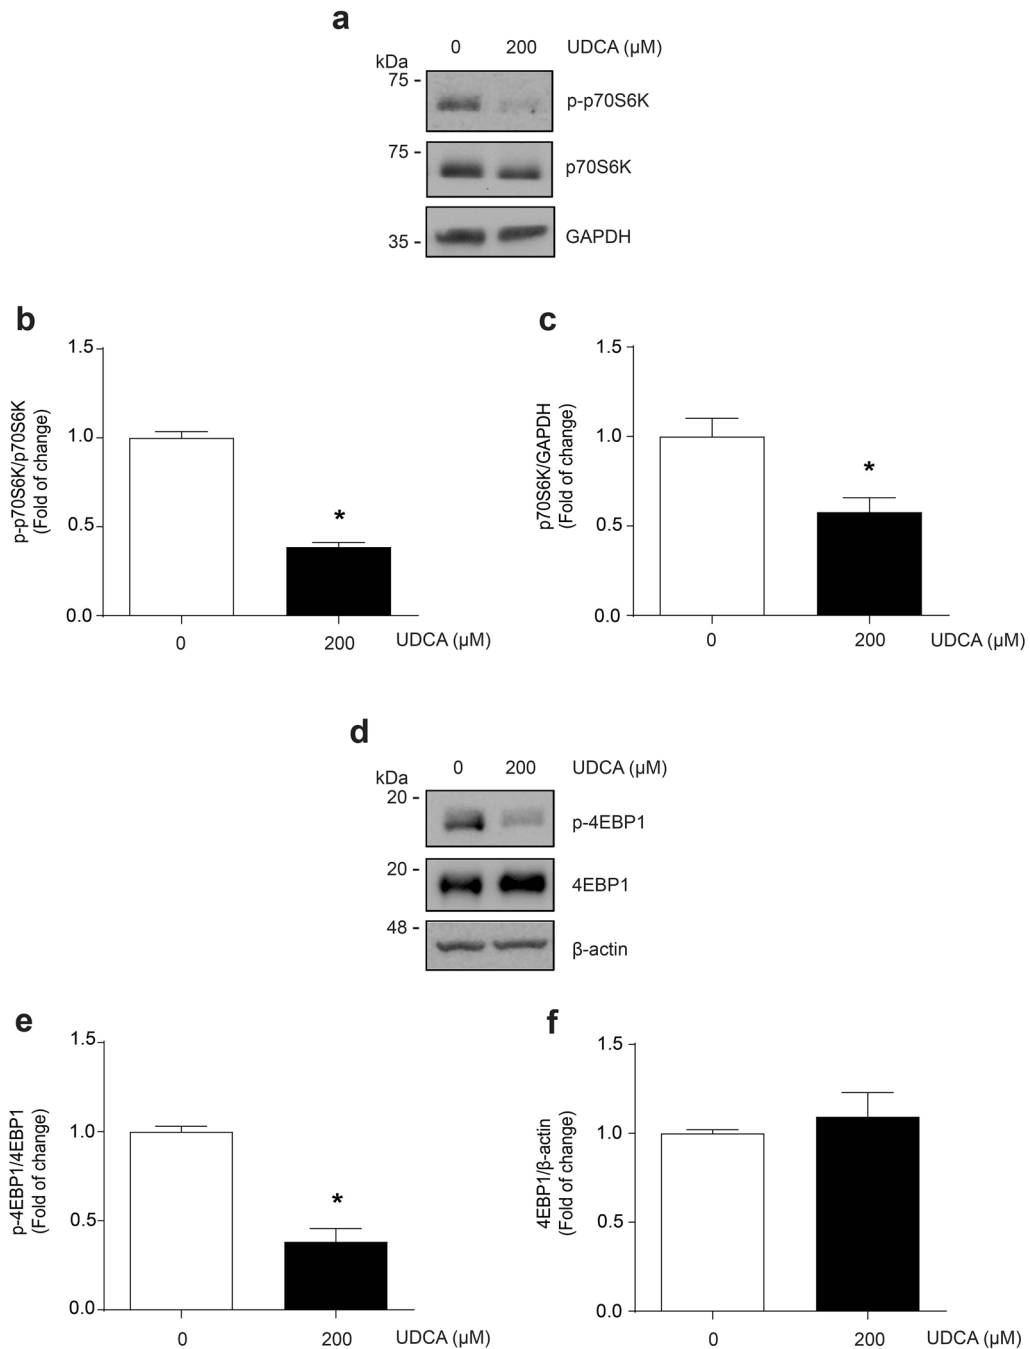 a
0 200 UDCA (µM)
kDa
75 -
p-p70S6K
75 -
p70S6K
35 -
GAPDH
b
p-p70S6K/p70S6K
(Fold of change)
1.5
1.0
0.5
0.0
*
0 200 UDCA (µM)
c
p70S6K/GAPDH
(Fold of change)
1.5
1.0
0.5
0.0
*
0 200 UDCA (µM)
d
0 200 UDCA (µM)
kDa
20 -
p-4EBP1
20 -
4EBP1
48 -
β-actin
e
p-4EBP1/4EBP1
(Fold of change)
1.5
1.0
0.5
0.0
*
0 200 UDCA (µM)
f
4EBP1/β-actin
(Fold of change)
1.5
1.0
0.5
0.0
0 200 UDCA (µM)